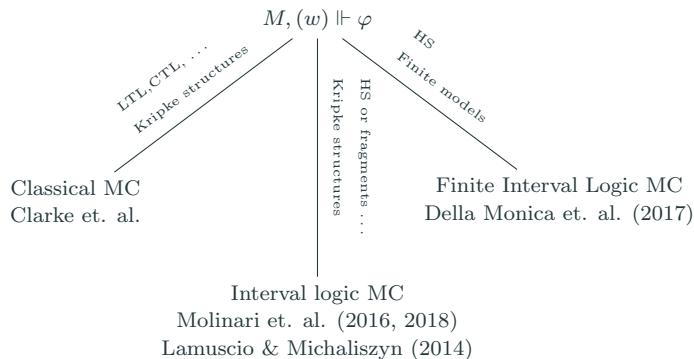 M, (w) ⊩ φ
LTL,CTL, ...
Kripke structures
HS or fragments ...
Kripke structures
HS
Finite models
Classical MC
Clarke et. al.
Finite Interval Logic MC
Della Monica et. al. (2017)
Interval logic MC
Molinari et. al. (2016, 2018)
Lamuscio & Michaliszyn (2014)